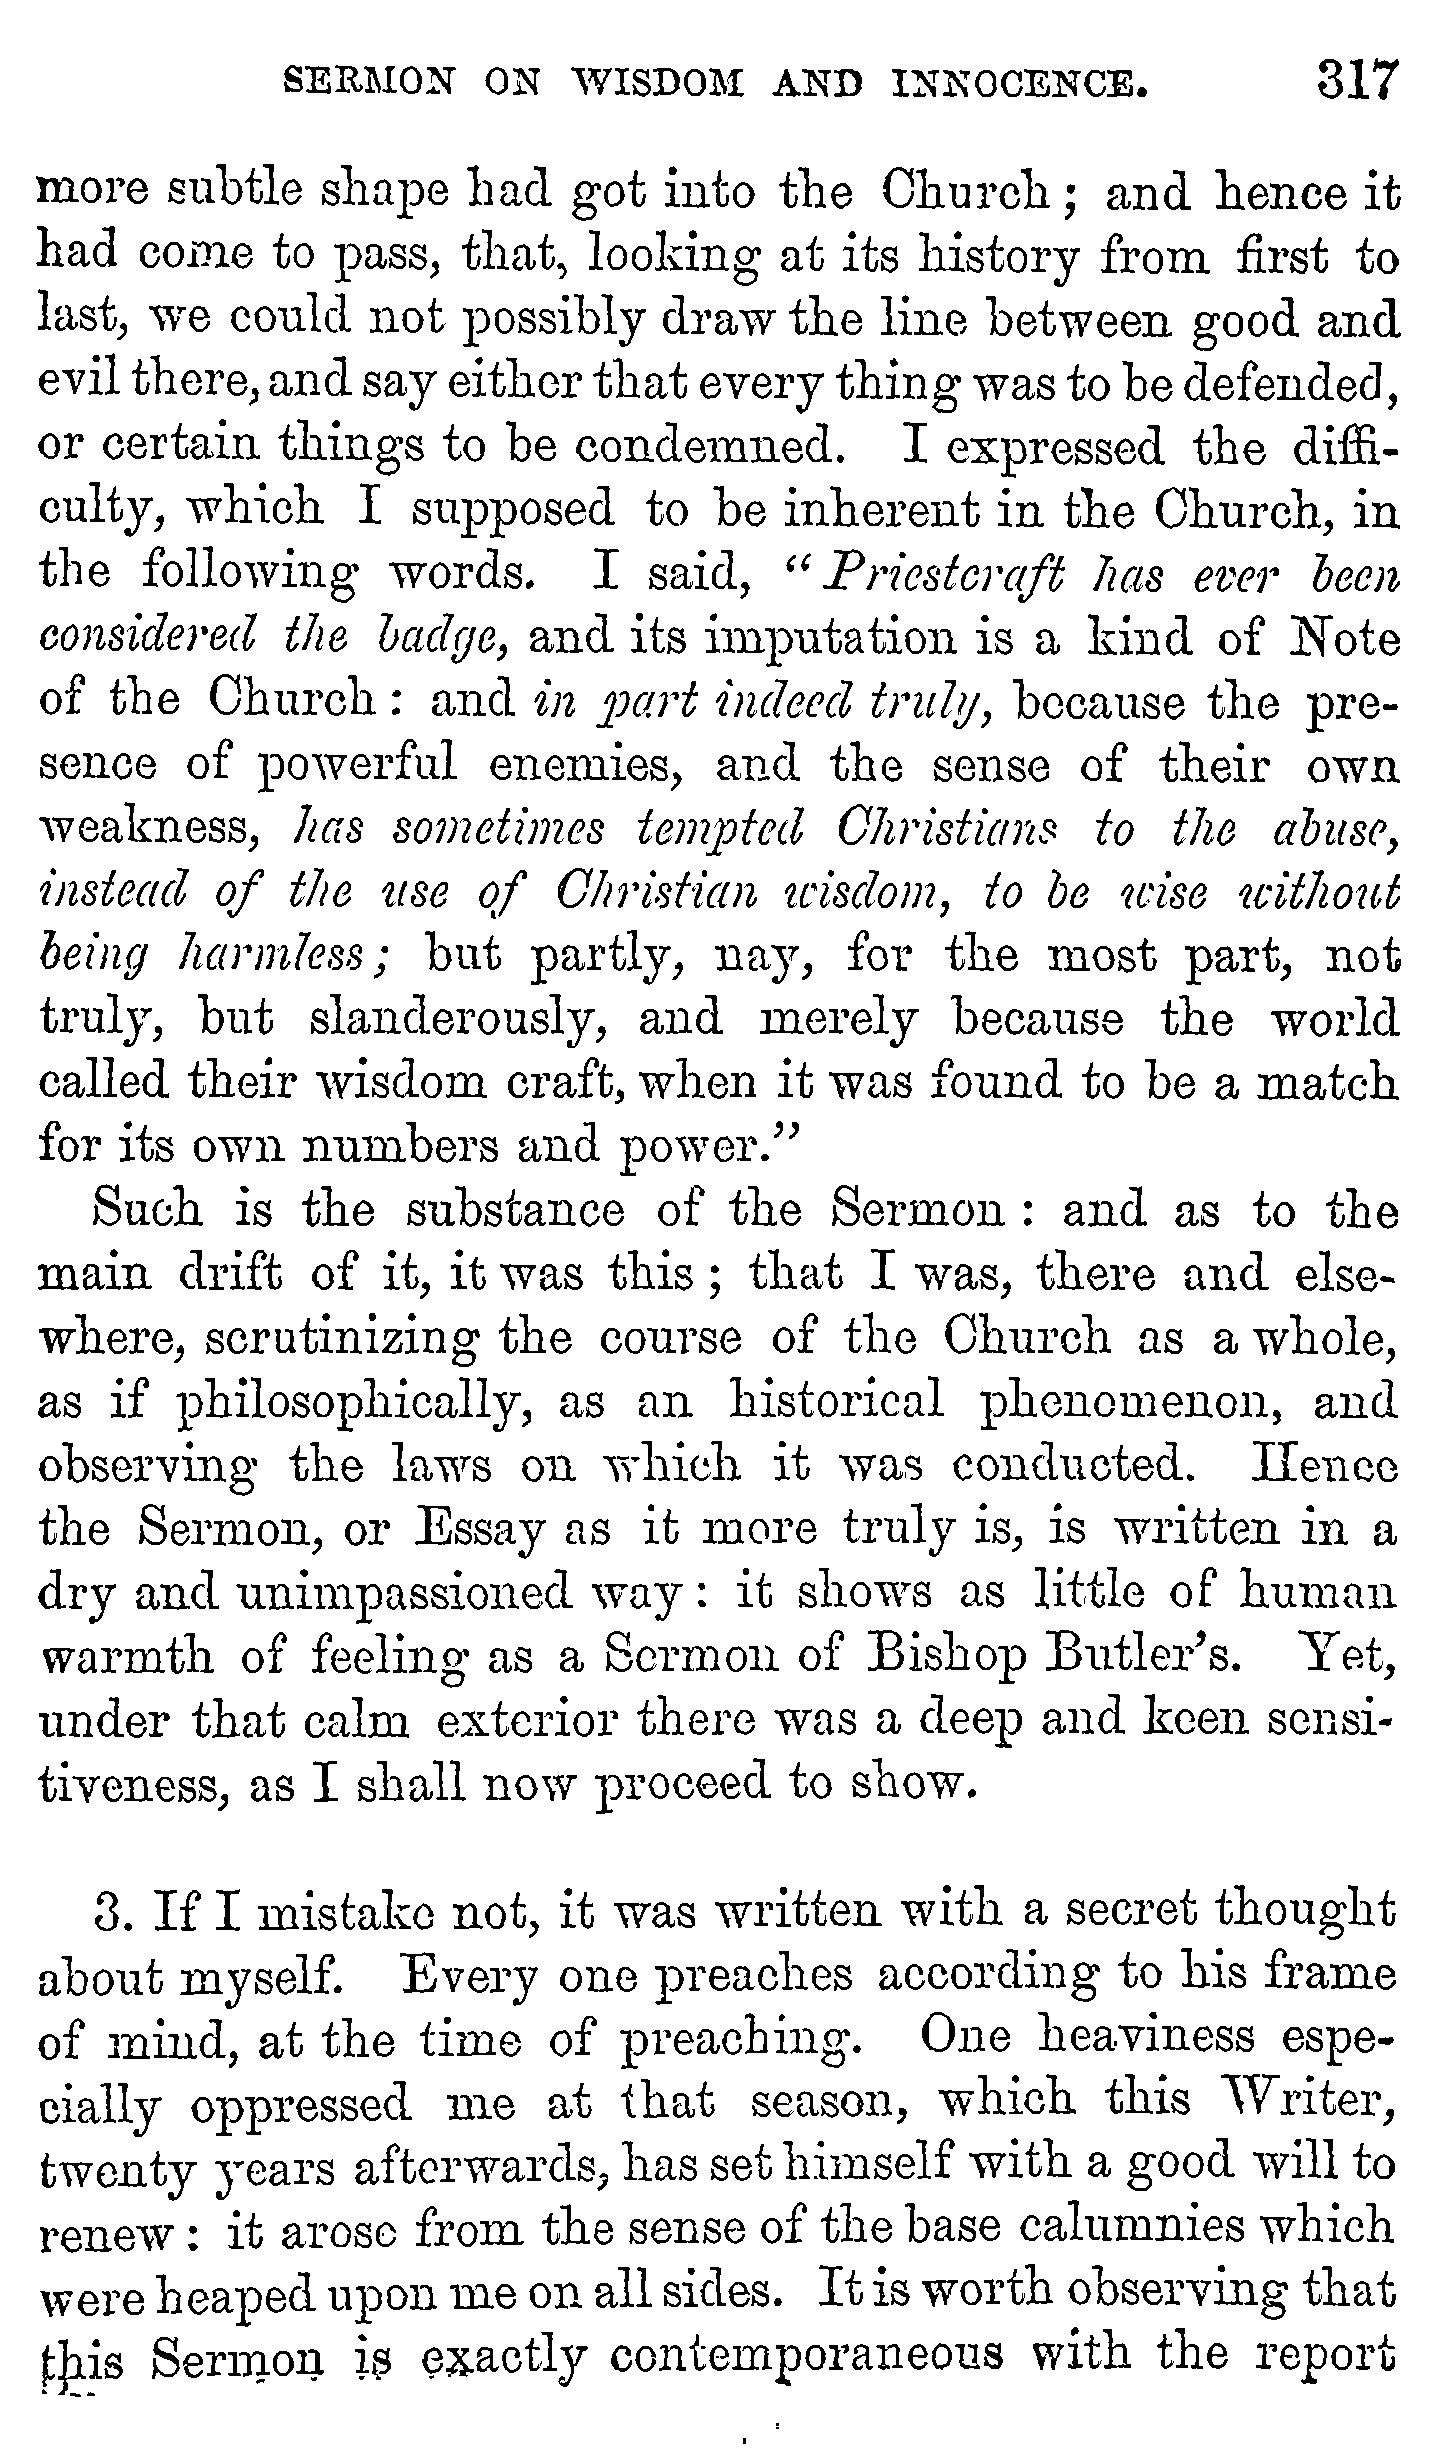 SERMON ON WISDOM AND INNOCENCE. 317
more subtle shape had got into the Church; and hence it
had come to pass, that, looking at its history from first to
last, we could not possibly draw the line between good and
evil there, and say either that every thing was to be defended,
or certain things to be condemned. I expressed the diffi-
culty, which I supposed to be inherent in the Church, in
the following words. I said, “Priestcraft has ever been
considered the badge, and its imputation is a kind of Note
of the Church: and in part indeed truly, because the pre-
sence of powerful enemies, and the sense of their own
weakness, has sometimes tempted Christians to the abuse,
instead of the use of Christian wisdom, to be wise without
being harmless; but partly, nay, for the most part, not
truly, but slanderously, and merely because the world
called their wisdom craft, when it was found to be a match
for its own numbers and power.”
Such is the substance of the Sermon: and as to the
main drift of it, it was this; that I was, there and else-
where, scrutinizing the course of the Church as a whole,
as if philosophically, as an historical phenomenon, and
observing the laws on which it was conducted. Hence
the Sermon, or Essay as it more truly is, is written in a
dry and unimpassioned way: it shows as little of human
warmth of feeling as a Sermon of Bishop Butler’s. Yet,
under that calm exterior there was a deep and keen sensi-
tiveness, as I shall now proceed to show.
3. If I mistake not, it was written with a secret thought
about myself. Every one preaches according to his frame
of mind, at the time of preaching. One heaviness espe-
cially oppressed me at that season, which this Writer,
twenty years afterwards, has set himself with a good will to
renew: it arose from the sense of the base calumnies which
were heaped upon me on all sides. It is worth observing that
this Sermon is exactly contemporaneous with the report